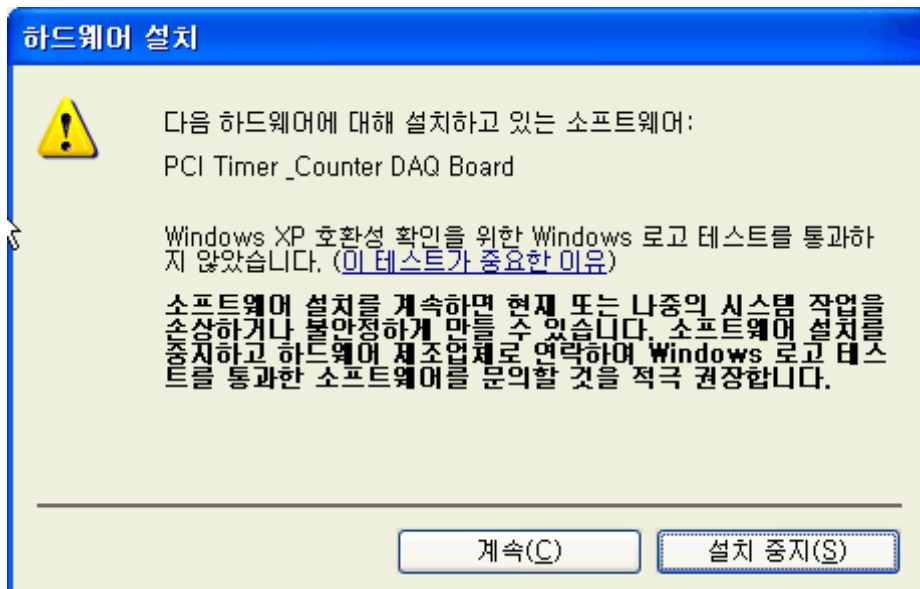 하드웨어 설치
다음 하드웨어에 대해 설치하고 있는 소프트웨어:
PCI Timer _Counter DAQ Board
Windows XP 호환성 확인을 위한 Windows 로고 테스트를 통과하
지 않았습니다. (이 테스트가 중요한 이유)
소프트웨어 설치를 계속하면 현재 또는 나중의 시스템 작업을
손상하거나 불안정하게 만들 수 있습니다. 소프트웨어 설치를
중지하고 하드웨어 제조업체로 연락하여 Windows 로고 테스
트를 통과한 소프트웨어를 문의할 것을 적극 권장합니다.
계속(C) 설치 중지(S)